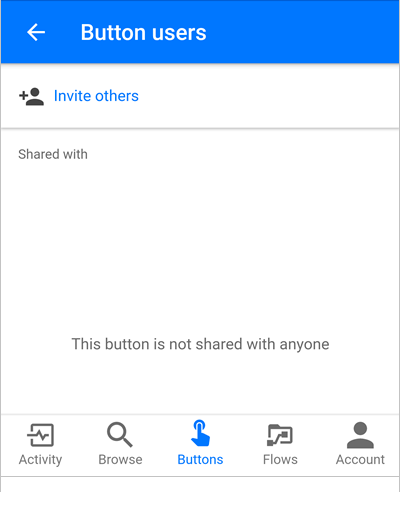 Button users
Invite others
Shared with
This button is not shared with anyone
Activity Browse Buttons Flows Account